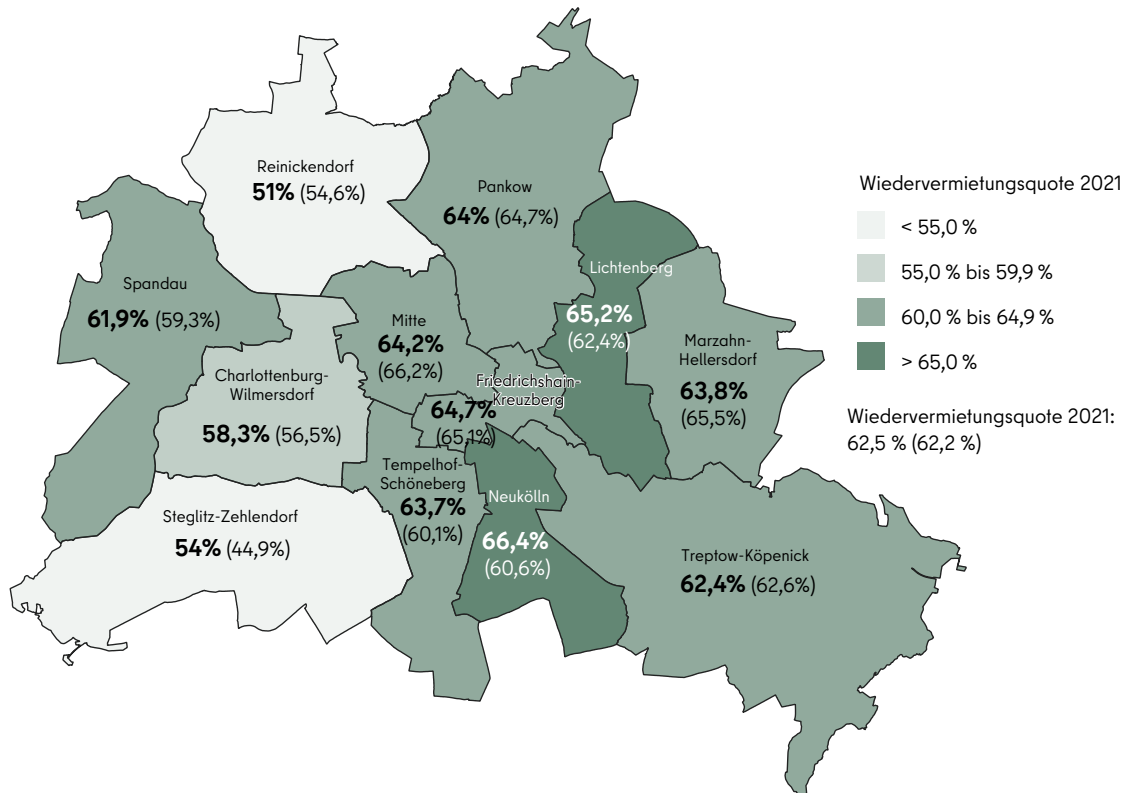 Reinickendorf
51% (54,6%)
Pankow
64% (64,7%)
Lichtenberg
65,2%
(62,4%)
Spandau
61,9% (59,3%)
Mitte
64,2%
(66,2%)
Marzahn-
Hellersdorf
63,8%
(65,5%)
Charlottenburg-
Wilmersdorf
58,3% (56,5%)
Friedrichshain-
Kreuzberg
64,7%
(65,1%)
Tempelhof-
Schöneberg
63,7%
(60,1%)
Neukölln
66,4%
(60,6%)
Steglitz-Zehlendorf
54% (44,9%)
Treptow-Köpenick
62,4% (62,6%)
Wiedervermietungsquote 2021
< 55,0 %
55,0 % bis 59,9 %
60,0 % bis 64,9 %
> 65,0 %
Wiedervermietungsquote 2021:
62,5 % (62,2 %)